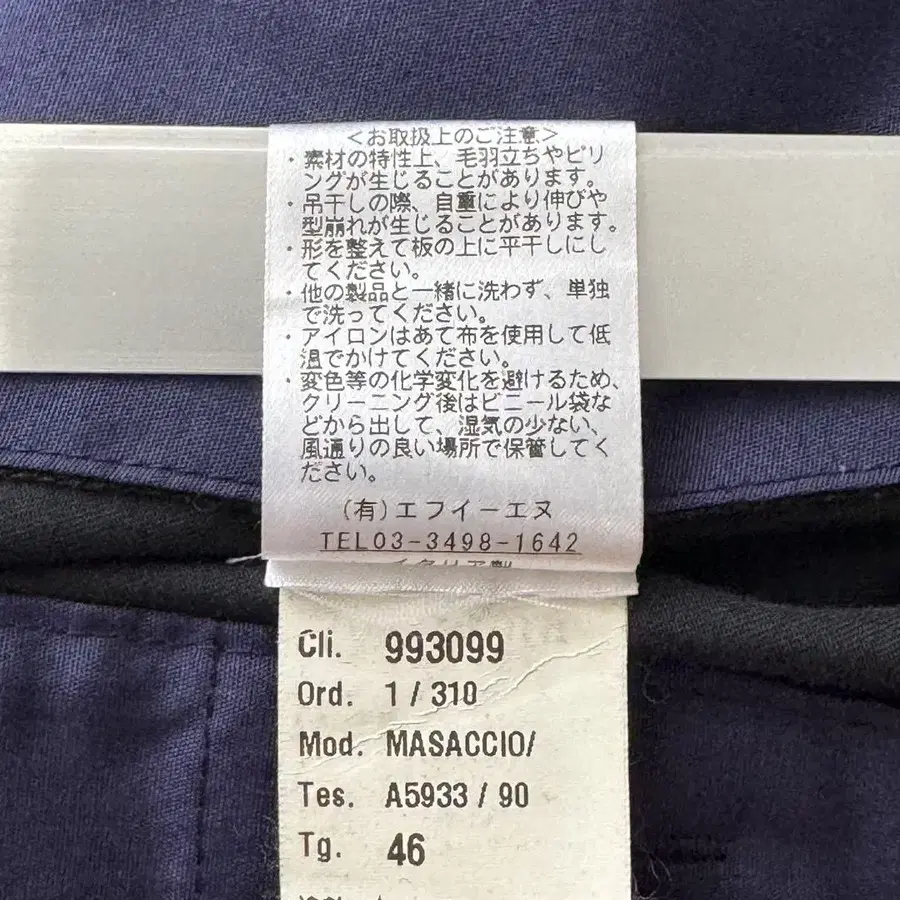 <お取扱上のご注意>
・素材の特性上、毛羽立ちやピリ
ングが生じることがあります。
・吊干しの際、自重により伸びや
型崩れが生じることがあります。
・形を整えて板の上に平干しにし
てください。
・他の製品と一緒に洗わず、単独
で洗ってください。
・アイロンはあて布を使用して低
温でかけてください。
・変色等の化学変化を避けるため、
クリーニング後はビニール袋な
どから出して、湿気の少ない、
風通りの良い場所で保管してく
ださい。
(有)エフイーエヌ
TEL03-3498-1642
イタリア製
Cli. 993099
Ord. 1 / 310
Mod. MASACCIO/
Tes. A5933 / 90
Tg. 46